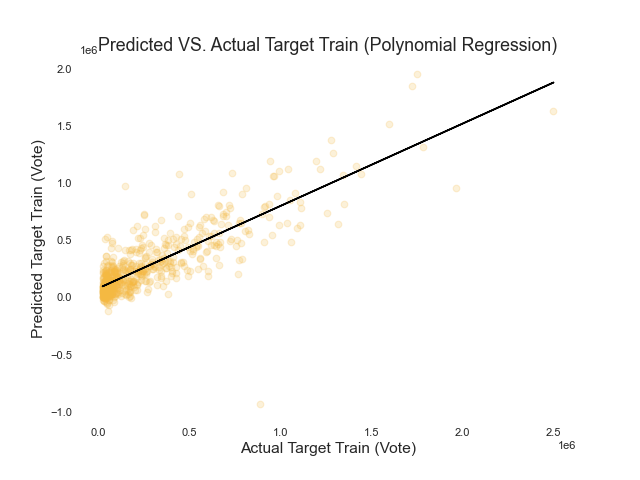 Predicted VS. Actual Target Train (Polynomial Regression)
1e6
2.0
1.5
1.0
0.5
0.0
−0.5
−1.0
Predicted Target Train (Vote)
0.0 0.5 1.0 1.5 2.0 2.5
1e6
Actual Target Train (Vote)